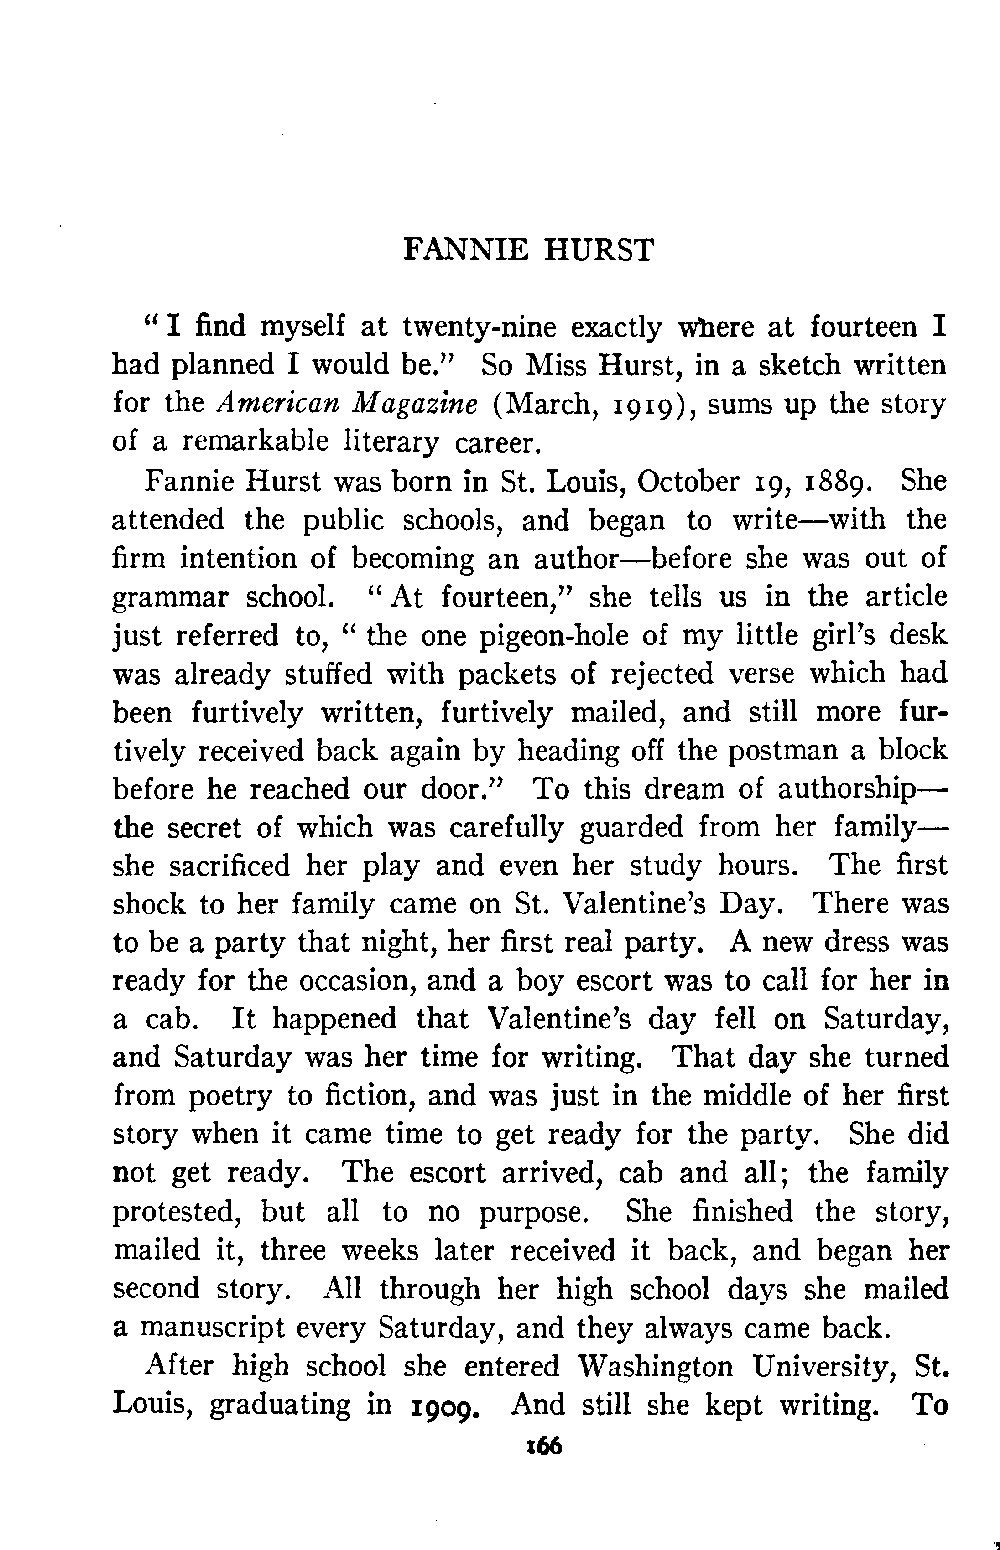 FANNIE HURST
“ I find myself at twenty-nine exactly where at fourteen I
had planned I would be.” So Miss Hurst, in a sketch written
for the American Magazine (March, 1919), sums up the story
of a remarkable literary career.
Fannie Hurst was born in St. Louis, October 19, 1889. She
attended the public schools, and began to write—with the
firm intention of becoming an author—before she was out of
grammar school. “ At fourteen,” she tells us in the article
just referred to, “ the one pigeon-hole of my little girl’s desk
was already stuffed with packets of rejected verse which had
been furtively written, furtively mailed, and still more fur-
tively received back again by heading off the postman a block
before he reached our door.” To this dream of authorship—
the secret of which was carefully guarded from her family—
she sacrificed her play and even her study hours. The first
shock to her family came on St. Valentine’s Day. There was
to be a party that night, her first real party. A new dress was
ready for the occasion, and a boy escort was to call for her in
a cab. It happened that Valentine’s day fell on Saturday,
and Saturday was her time for writing. That day she turned
from poetry to fiction, and was just in the middle of her first
story when it came time to get ready for the party. She did
not get ready. The escort arrived, cab and all; the family
protested, but all to no purpose. She finished the story,
mailed it, three weeks later received it back, and began her
second story. All through her high school days she mailed
a manuscript every Saturday, and they always came back.
After high school she entered Washington University, St.
Louis, graduating in 1909. And still she kept writing. To
166